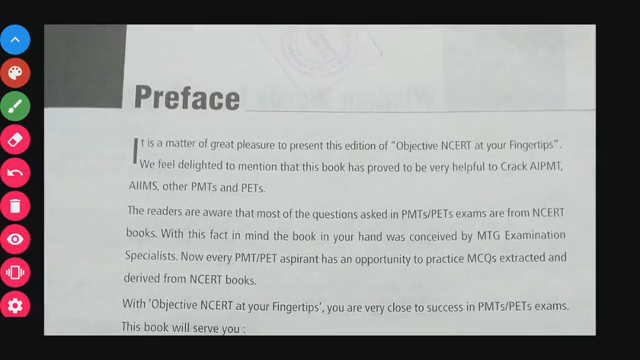 Preface
It is a matter of great pleasure to present this edition of "Objective NCERT at your Fingertips".
We feel delighted to mention that this book has proved to be very helpful to Crack AIPMT,
AIIMS, other PMTs and PETs.
The readers are aware that most of the questions asked in PMTs/PETs exams are from NCERT
books. With this fact in mind the book in your hand was conceived by MTG Examination
Specialists. Now every PMT/PET aspirant has an opportunity to practice MCQs extracted and
derived from NCERT books.
With 'Objective NCERT at your Fingertips', you are very close to success in PMTs/PETs exams.
This book will serve you :